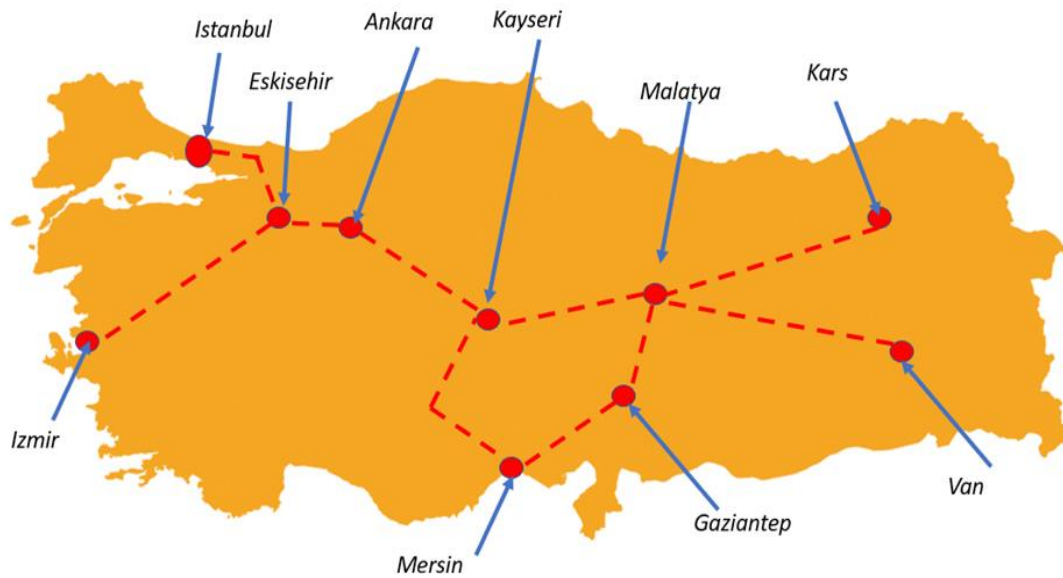 Istanbul
Ankara
Kayseri
Eskisehir
Malatya
Kars
Izmir
Van
Gaziantep
Mersin